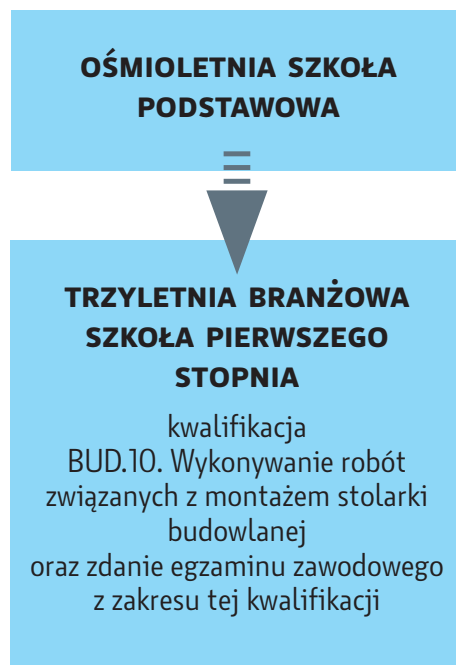 OŚMIOLETNIA SZKOŁA
PODSTAWOWA
TRZYLETNIA BRANŻOWA
SZKOŁA PIERWSZEGO
STOPNIA
kwalifikacja
BUD.10. Wykonywanie robót
związanych z montażem stolarki
budowlanej
oraz zdanie egzaminu zawodowego
z zakresu tej kwalifikacji